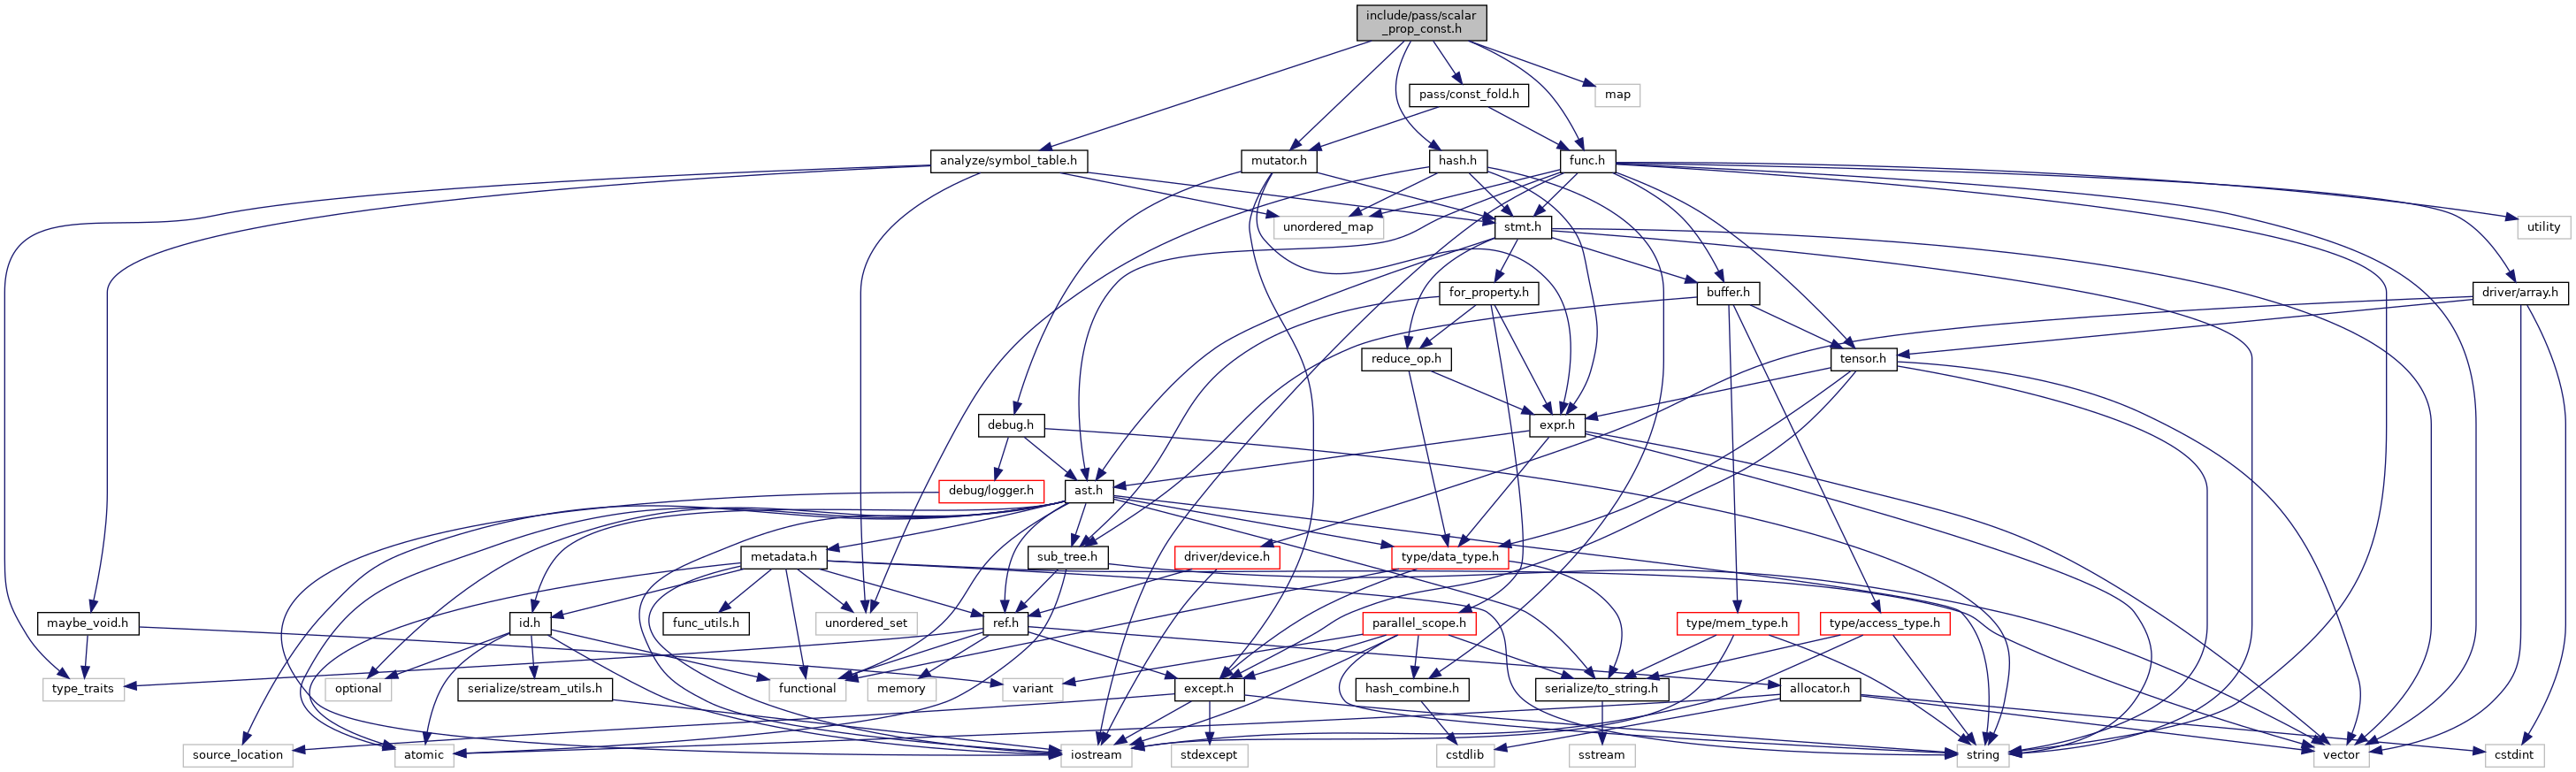 include/pass/scalar
_prop_const.h
pass/const_fold.h
map
analyze/symbol_table.h
mutator.h
hash.h
func.h
unordered_map
stmt.h
utility
for_property.h
buffer.h
driver/array.h
reduce_op.h
tensor.h
debug.h
expr.h
debug/logger.h
ast.h
metadata.h
sub_tree.h
driver/device.h
type/data_type.h
maybe_void.h
id.h
func_utils.h
unordered_set
ref.h
parallel_scope.h
type/mem_type.h
type/access_type.h
type_traits
optional
serialize/stream_utils.h
functional
memory
variant
except.h
hash_combine.h
serialize/to_string.h
allocator.h
source_location
atomic
iostream
stdexcept
cstdlib
sstream
string
vector
cstdint